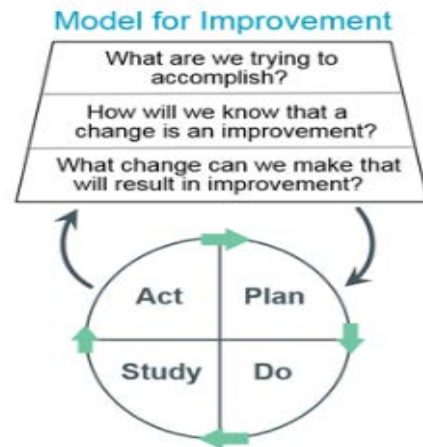 Model for Improvement
What are we trying to
accomplish?
How will we know that a
change is an improvement?
What change can we make that
will result in improvement?
Act
Plan
Study
Do